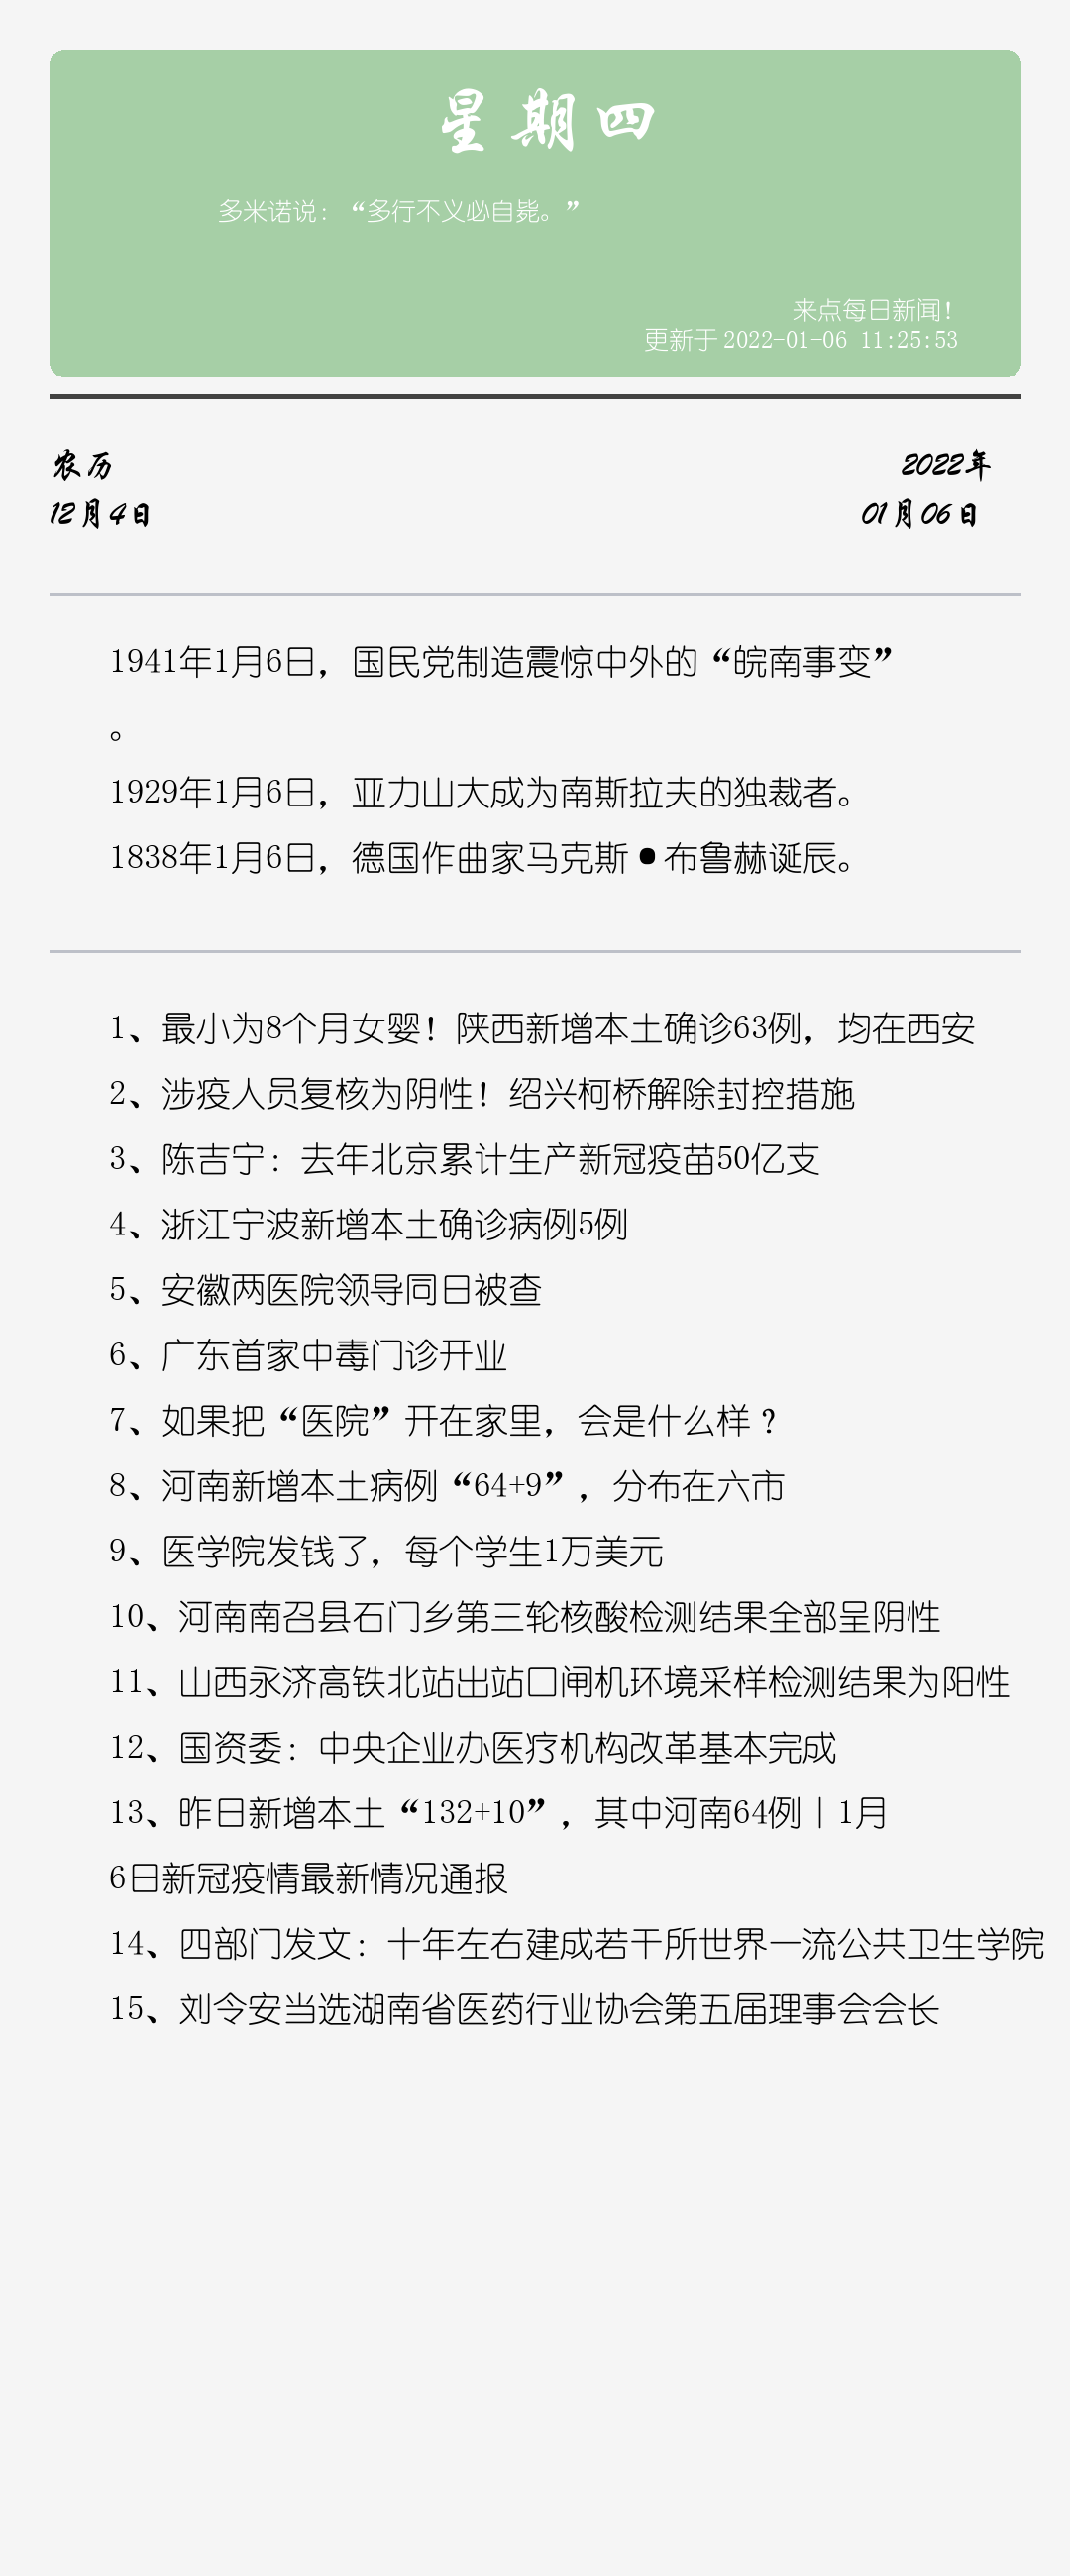 星期四
多米诺说：“多行不义必自毙。”
来点每日新闻！
更新于 2022-01-06 11:25:53
农历
2022年
12月4日
01月06日
1941年1月6日，国民党制造震惊中外的“皖南事变”
。
1929年1月6日，亚力山大成为南斯拉夫的独裁者。
1838年1月6日，德国作曲家马克斯•布鲁赫诞辰。
1、最小为8个月女婴！陕西新增本土确诊63例，均在西安
2、涉疫人员复核为阴性！绍兴柯桥解除封控措施
3、陈吉宁：去年北京累计生产新冠疫苗50亿支
4、浙江宁波新增本土确诊病例5例
5、安徽两医院领导同日被查
6、广东首家中毒门诊开业
7、如果把“医院”开在家里，会是什么样？
8、河南新增本土病例“64+9”，分布在六市
9、医学院发钱了，每个学生1万美元
10、河南南召县石门乡第三轮核酸检测结果全部呈阴性
11、山西永济高铁北站出站口闸机环境采样检测结果为阳性
12、国资委：中央企业办医疗机构改革基本完成
13、昨日新增本土“132+10”，其中河南64例｜1月
6日新冠疫情最新情况通报
14、四部门发文：十年左右建成若干所世界一流公共卫生学院
15、刘令安当选湖南省医药行业协会第五届理事会会长